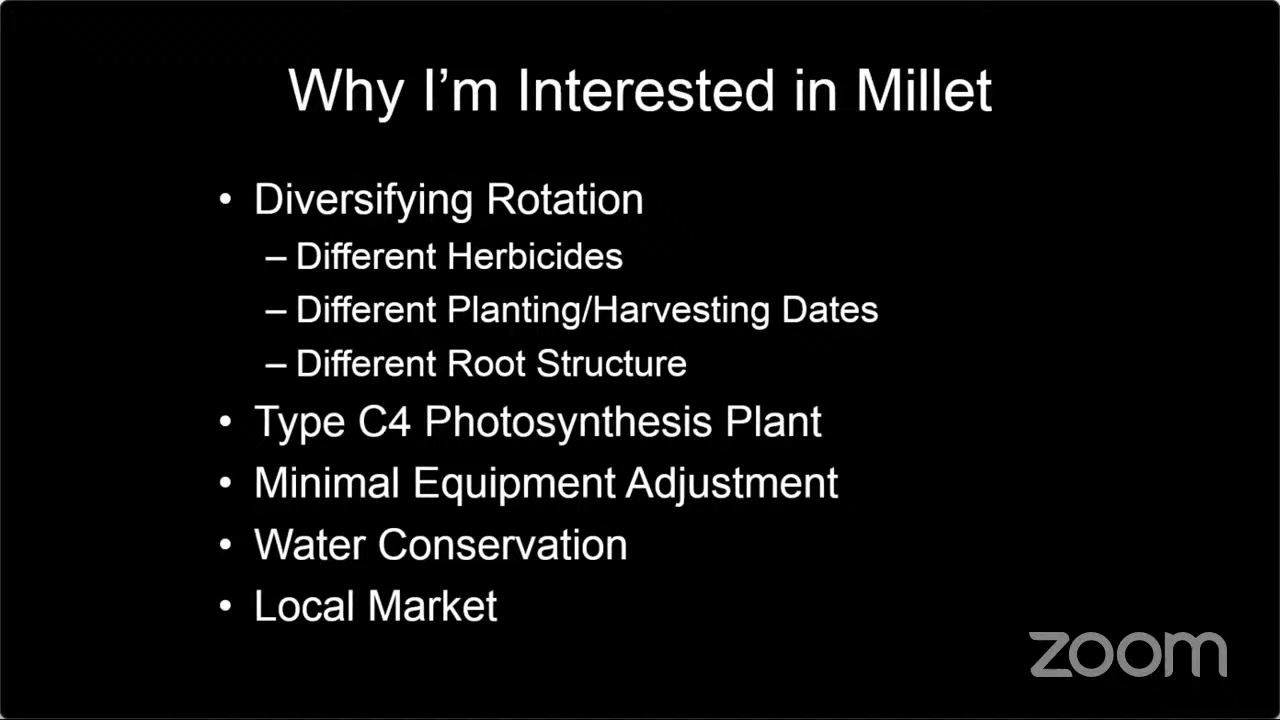 Why I'm Interested in Millet
• Diversifying Rotation
– Different Herbicides
– Different Planting/Harvesting Dates
– Different Root Structure
• Type C4 Photosynthesis Plant
• Minimal Equipment Adjustment
• Water Conservation
• Local Market
zoom